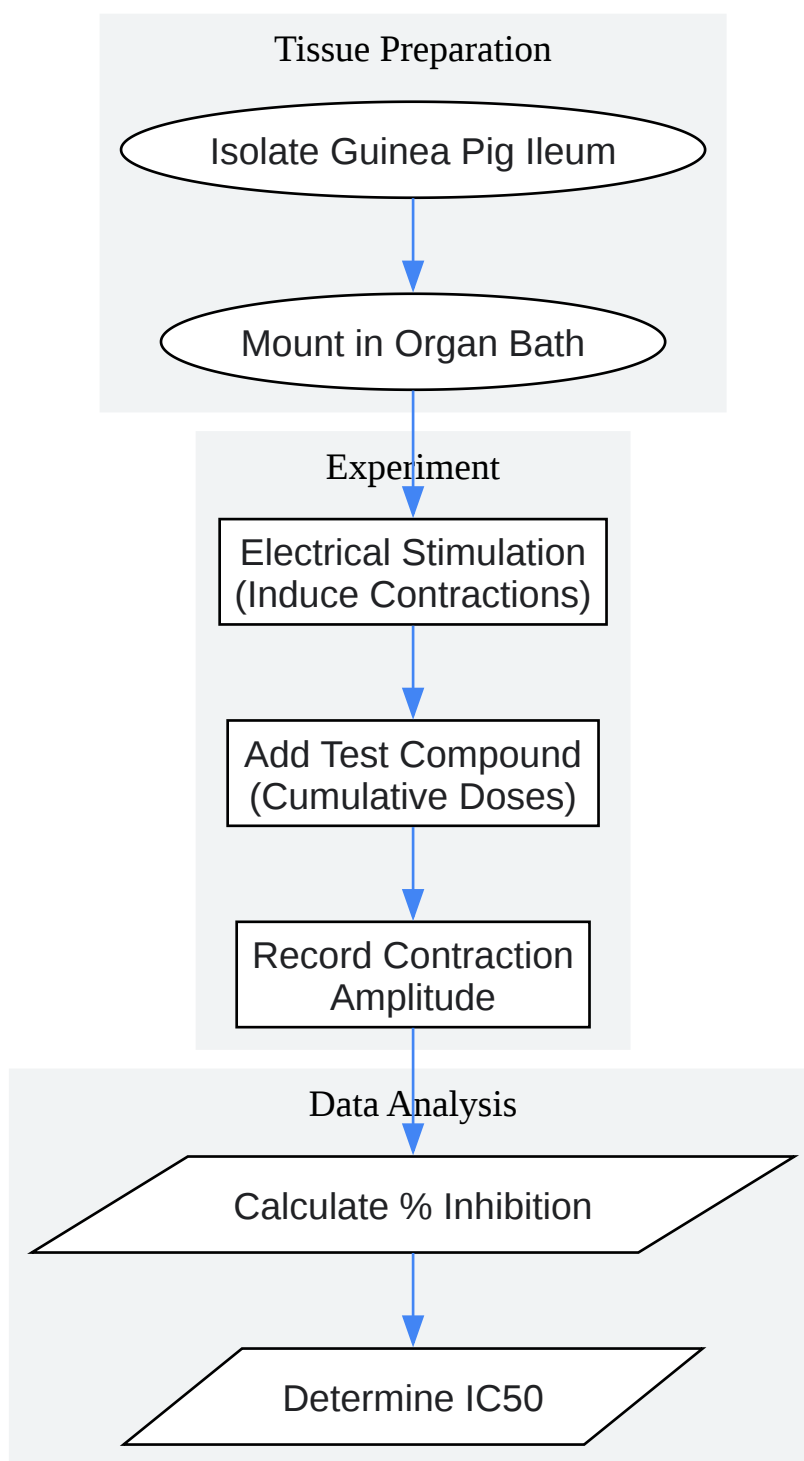 Tissue Preparation
Isolate Guinea Pig Ileum
Mount in Organ Bath
Experiment
Electrical Stimulation
(Induce Contractions)
Add Test Compound
(Cumulative Doses)
Record Contraction
Amplitude
Data Analysis
Calculate % Inhibition
Determine IC50